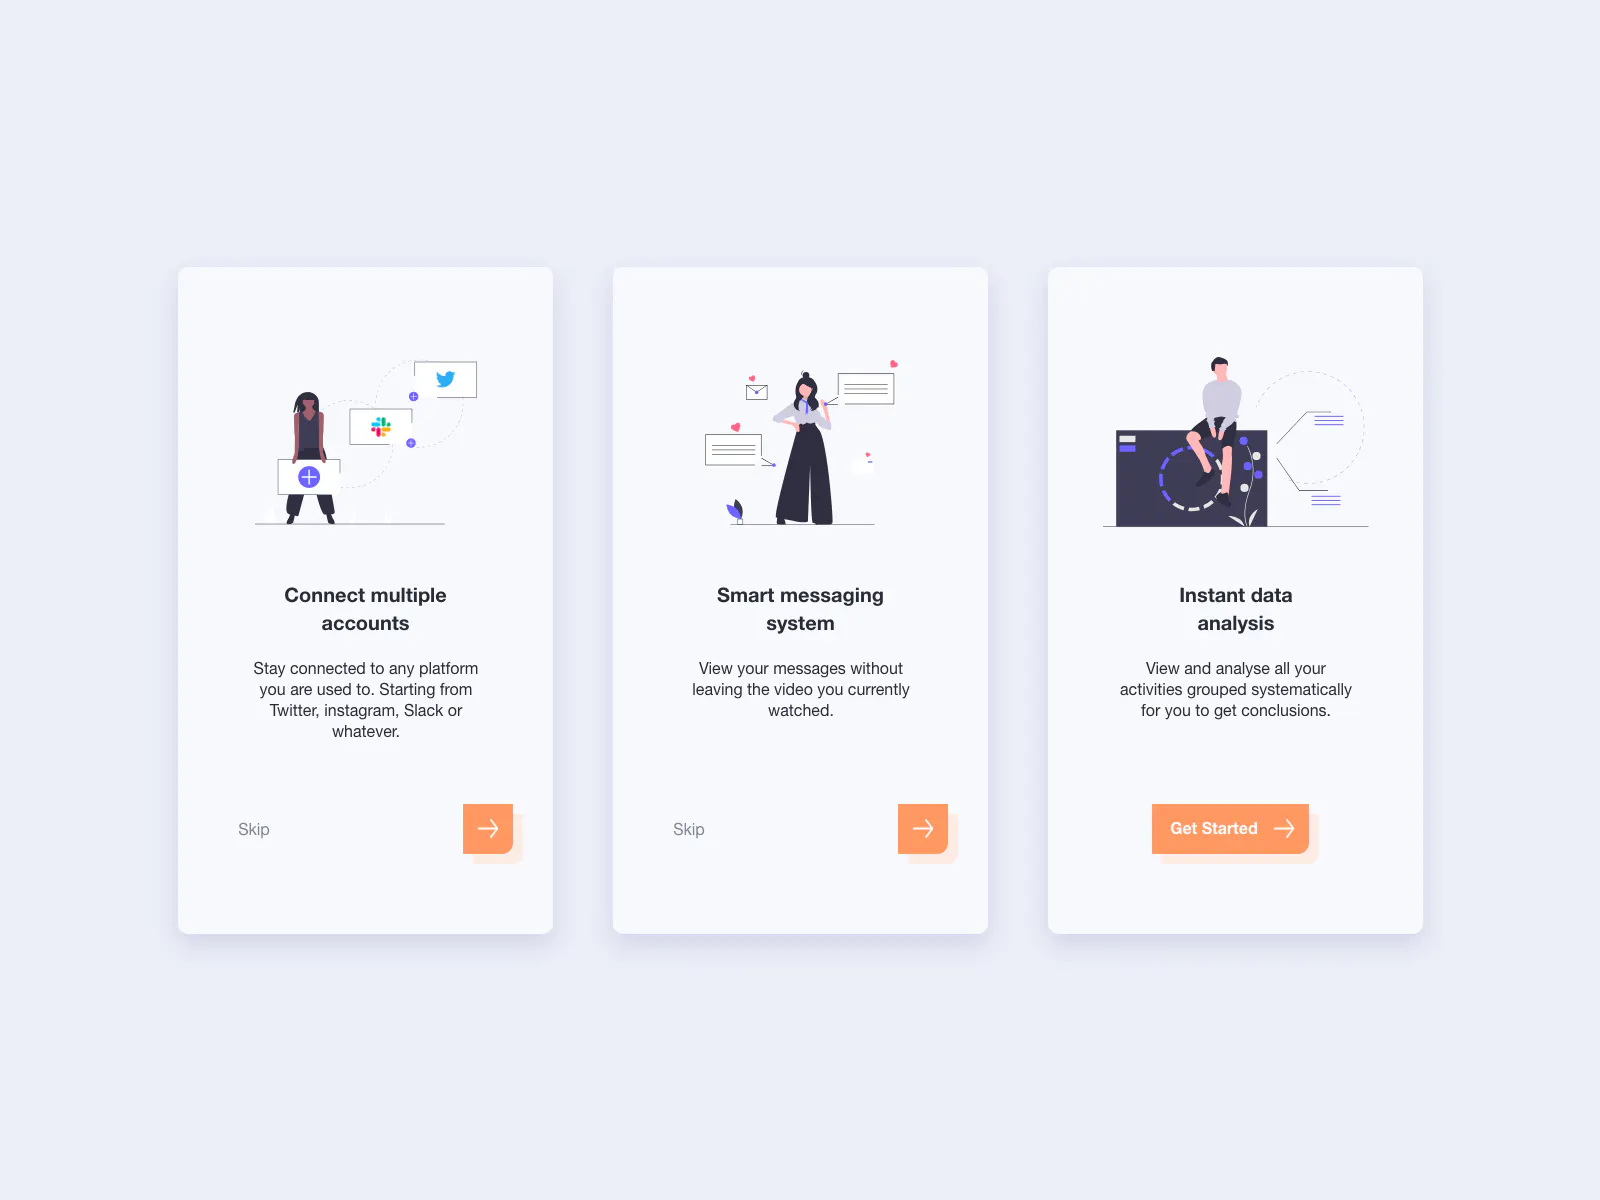 Connect multiple
accounts
Stay connected to any platform
you are used to. Starting from
Twitter, instagram, Slack or
whatever.
Skip
Smart messaging
system
View your messages without
leaving the video you currently
watched.
Skip
Instant data
analysis
View and analyse all your
activities grouped systematically
for you to get conclusions.
Get Started